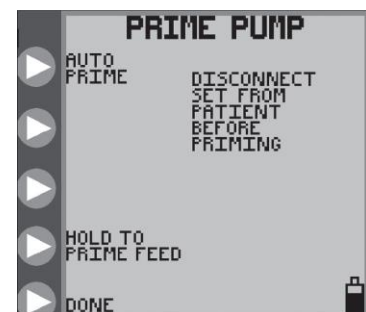 PRIME PUMP
AUTO
PRIME
DISCONNECT
SET FROM
PATIENT
BEFORE
PRIMING
HOLD TO
PRIME FEED
DONE